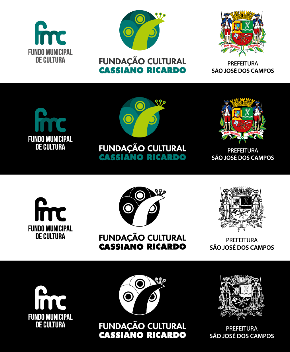 fmc
FUNDO MUNICIPAL
DE CULTURA
FUNDAÇÃO CULTURAL
CASSIANO RICARDO
PREFEITURA
SÃO JOSÉ DOS CAMPOS
fmc
FUNDO MUNICIPAL
DE CULTURA
FUNDAÇÃO CULTURAL
CASSIANO RICARDO
PREFEITURA
SÃO JOSÉ DOS CAMPOS
fmc
FUNDO MUNICIPAL
DE CULTURA
FUNDAÇÃO CULTURAL
CASSIANO RICARDO
PREFEITURA
SÃO JOSÉ DOS CAMPOS
fmc
FUNDO MUNICIPAL
DE CULTURA
FUNDAÇÃO CULTURAL
CASSIANO RICARDO
PREFEITURA
SÃO JOSÉ DOS CAMPOS